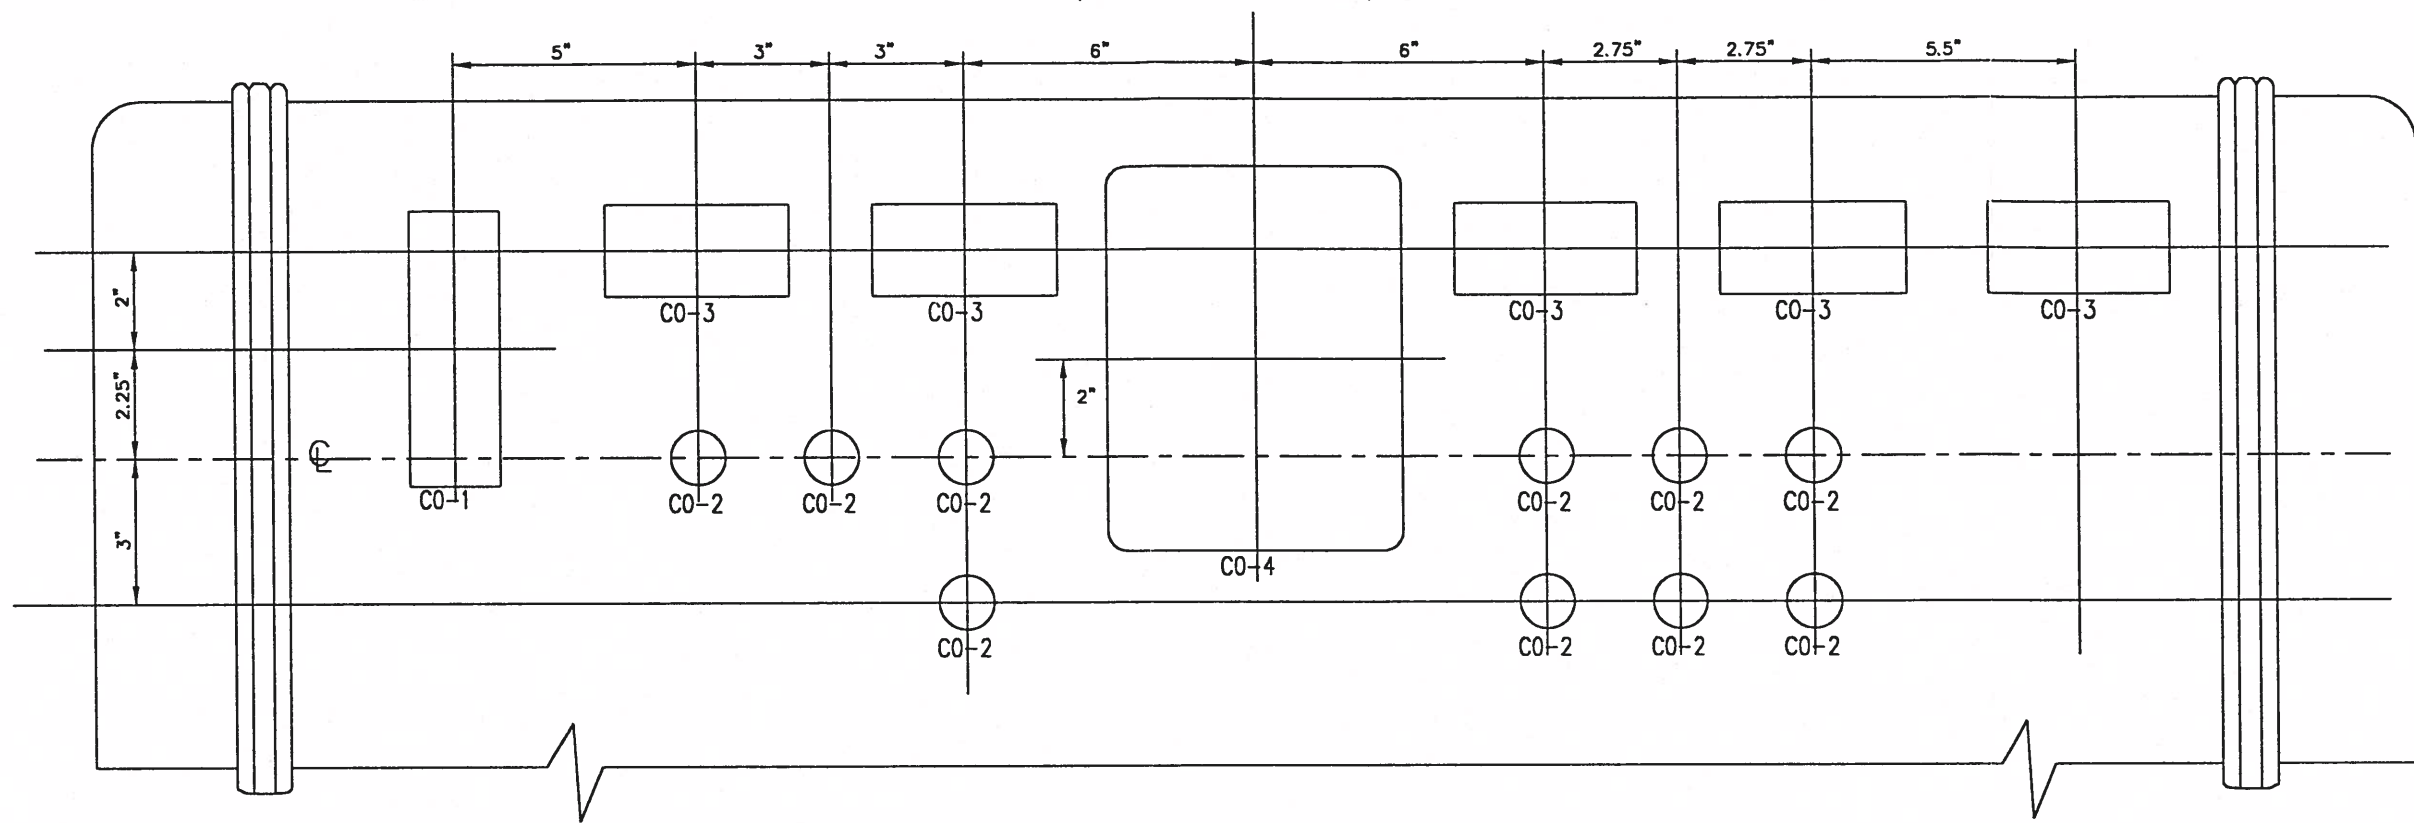 5" 3" 3" 6" 6" 2.75" 2.75" 5.5"
2"
CO-3 CO-3 CO-3 CO-3 CO-3
2.25"
2"
℄
CO-1 CO-2 CO-2 CO-2 CO-2 CO-2 CO-2
3"
CO-4
CO-2 CO-2 CO-2 CO-2